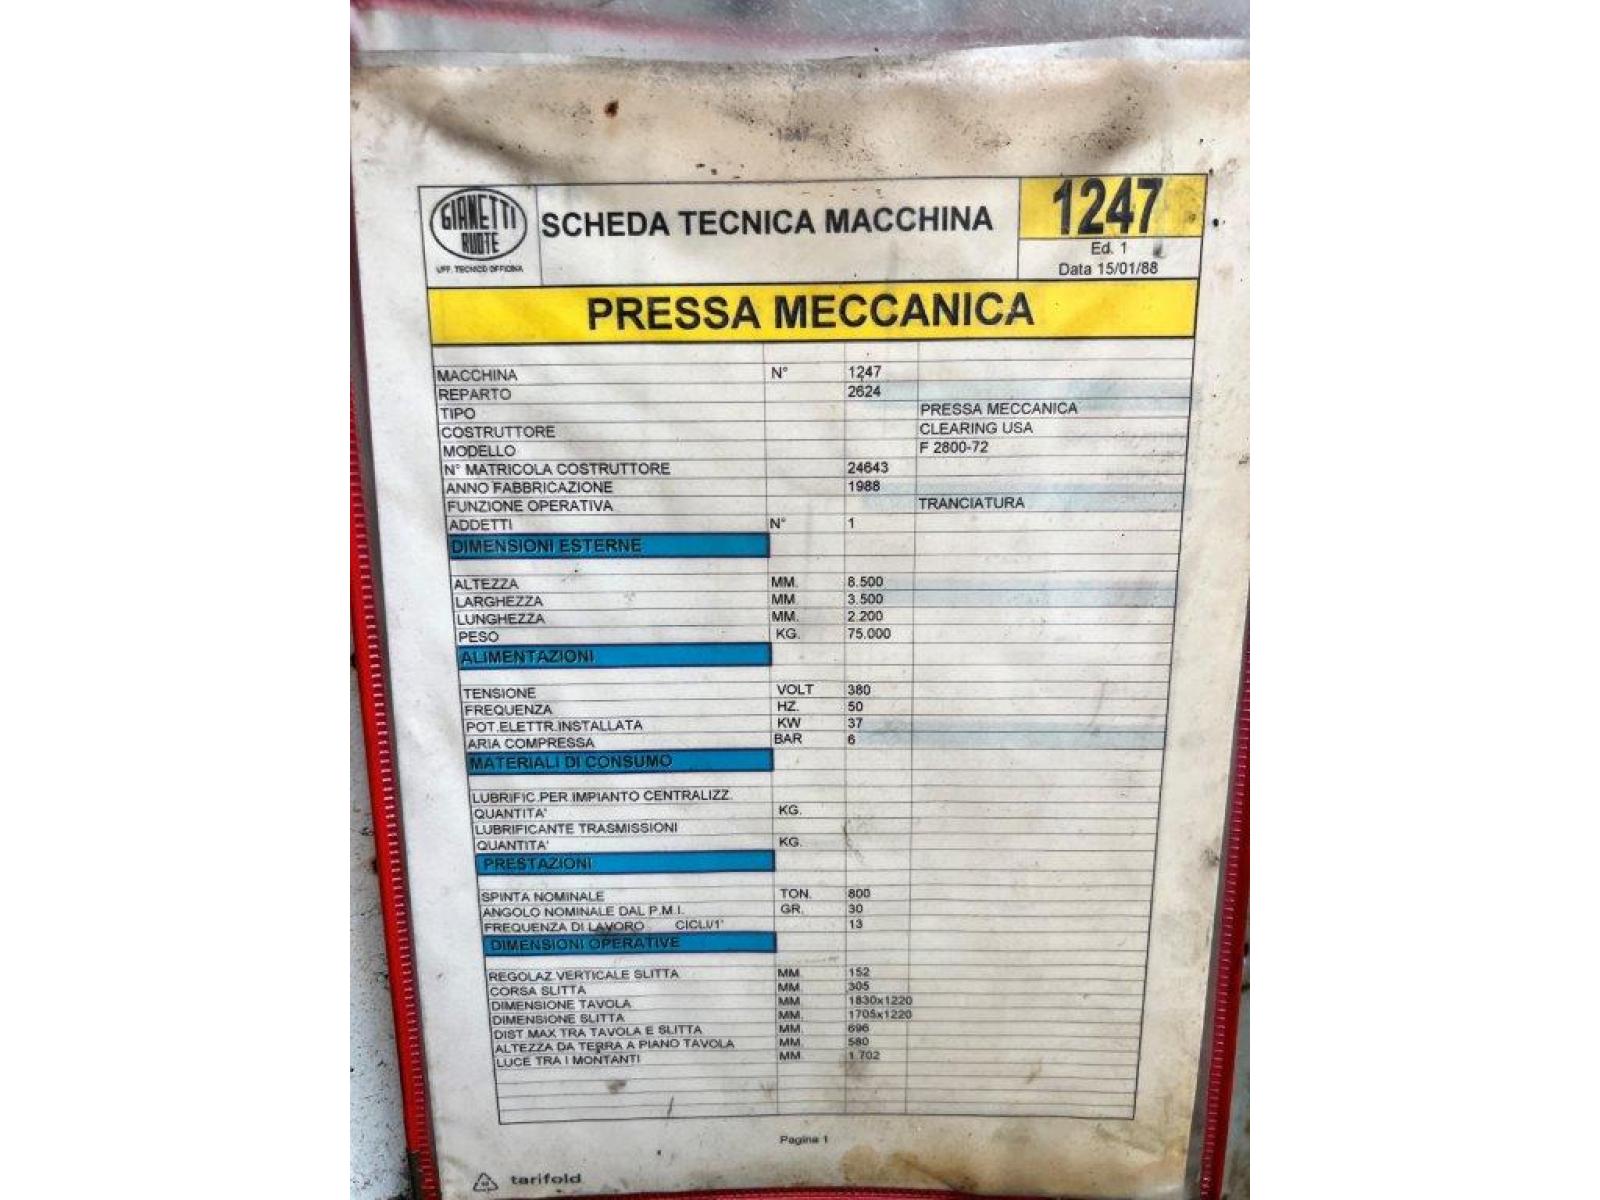 GIANETTI
RUOTE
UFF. TECNICO OFFICINA
SCHEDA TECNICA MACCHINA
1247
Ed. 1
Data 15/01/88
PRESSA MECCANICA
MACCHINA N° 1247
REPARTO 2624
TIPO PRESSA MECCANICA
COSTRUTTORE CLEARING USA
MODELLO F 2800-72
N° MATRICOLA COSTRUTTORE 24643
ANNO FABBRICAZIONE 1988
FUNZIONE OPERATIVA TRANCIATURA
ADDETTI N° 1
DIMENSIONI ESTERNE
ALTEZZA MM. 8.500
LARGHEZZA MM. 3.500
LUNGHEZZA MM. 2.200
PESO KG. 75.000
ALIMENTAZIONI
TENSIONE VOLT 380
FREQUENZA HZ. 50
POT.ELETTR.INSTALLATA KW 37
ARIA COMPRESSA BAR 6
MATERIALI DI CONSUMO
LUBRIFIC.PER IMPIANTO CENTRALIZZ.
QUANTITA' KG.
LUBRIFICANTE TRASMISSIONI
QUANTITA' KG.
PRESTAZIONI
SPINTA NOMINALE TON. 800
ANGOLO NOMINALE DAL P.M.I. GR. 30
FREQUENZA DI LAVORO CICLI/1' 13
DIMENSIONI OPERATIVE
REGOLAZ VERTICALE SLITTA MM. 152
CORSA SLITTA MM. 305
DIMENSIONE TAVOLA MM. 1830x1220
DIMENSIONE SLITTA MM. 1705x1220
DIST MAX TRA TAVOLA E SLITTA MM. 696
ALTEZZA DA TERRA A PIANO TAVOLA MM. 580
LUCE TRA I MONTANTI MM. 1.702
Pagina 1
tarifold